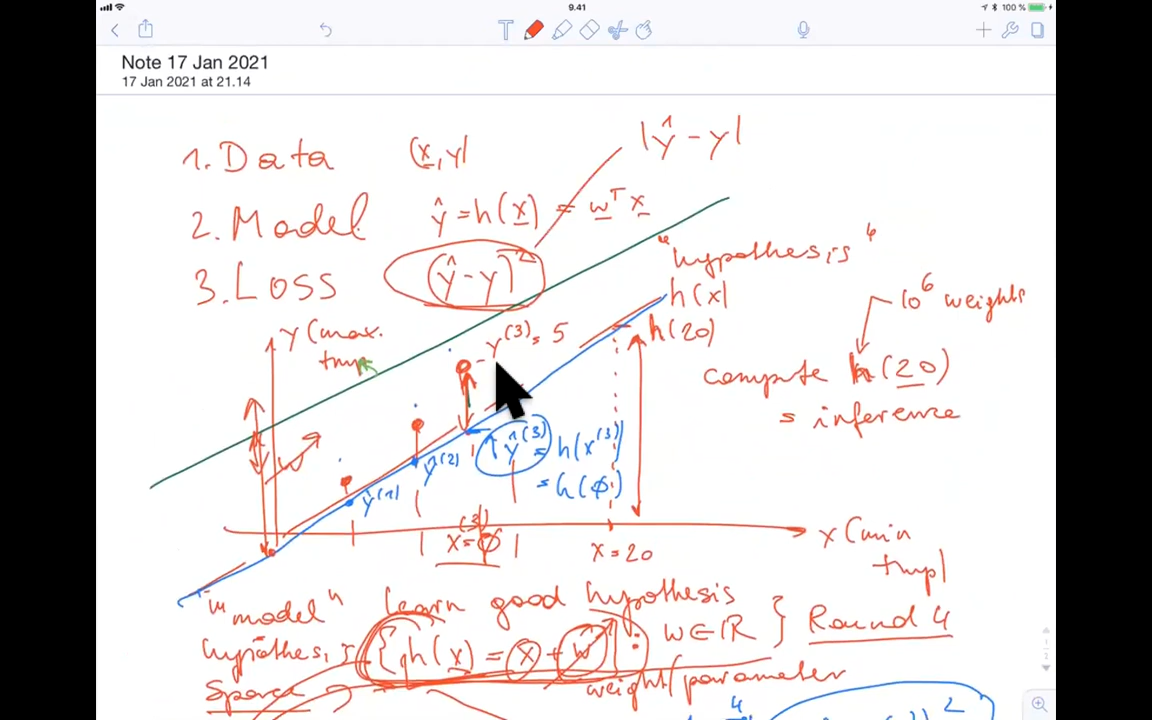 9.41
100 %
Note 17 Jan 2021
17 Jan 2021 at 21.14
|ŷ - y|
1. Data (x, y)
2. Model ŷ = h(x) = wᵀx
3. Loss (ŷ - y)²
"hypothesis"
h(x)
10⁶ weights
y (max. tmp
y⁽³⁾ = 5
h(20)
compute h(20)
= inference
w
ŷ⁽¹⁾
ŷ⁽²⁾
ŷ⁽³⁾ = h(x⁽³⁾)
= h(0)
x⁽³⁾ = 0
x = 20
x (min
tmp)
"model"
learn good hypothesis
hypothesis
space
{h(x) = x + w : w ∈ ℝ } Round 4
weight/parameter